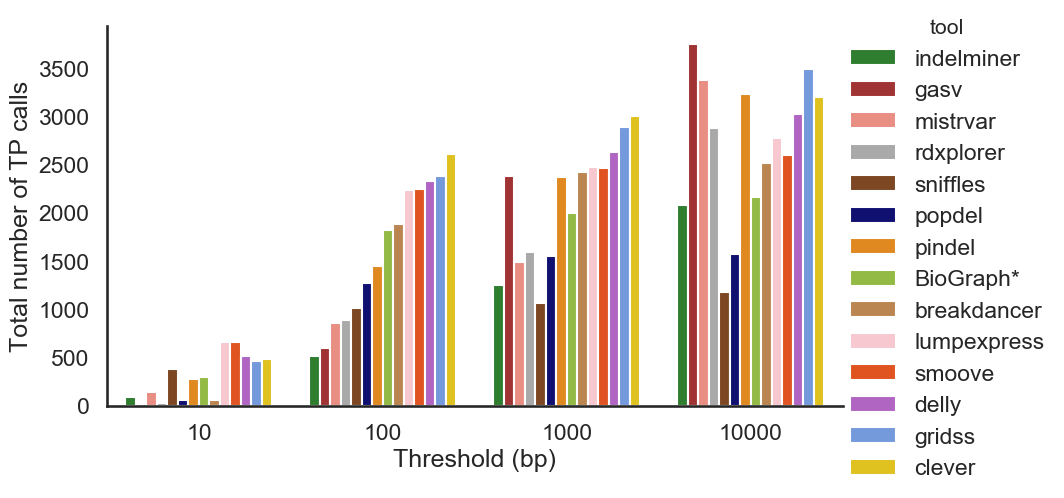 Total number of TP calls
3500
3000
2500
2000
1500
1000
500
0
10
100
1000
10000
Threshold (bp)
tool
indelminer
gasv
mistrvar
rdxplorer
sniffles
popdel
pindel
BioGraph*
breakdancer
lumpexpress
smoove
delly
gridss
clever